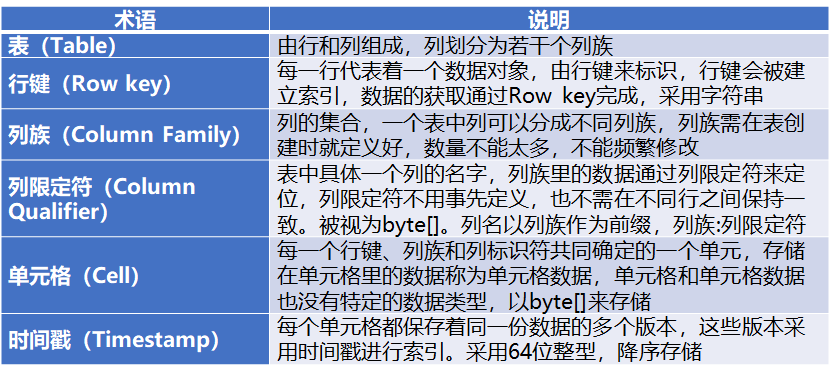 术语
说明
表（Table）
由行和列组成，列划分为若干个列族
行键（Row key）
每一行代表着一个数据对象，由行键来标识，行键会被建
立索引，数据的获取通过Row key完成，采用字符串
列族（Column Family）
列的集合，一个表中列可以分成不同列族，列族需在表创
建时就定义好，数量不能太多，不能频繁修改
列限定符（Column
Qualifier）
表中具体一个列的名字，列族里的数据通过列限定符来定
位，列限定符不用事先定义，也不需在不同行之间保持一
致。被视为byte[]。列名以列族作为前缀，列族:列限定符
单元格（Cell）
每一个行键、列族和列标识符共同确定的一个单元，存储
在单元格里的数据称为单元格数据，单元格和单元格数据
也没有特定的数据类型，以byte[]来存储
时间戳（Timestamp）
每个单元格都保存着同一份数据的多个版本，这些版本采
用时间戳进行索引。采用64位整型，降序存储